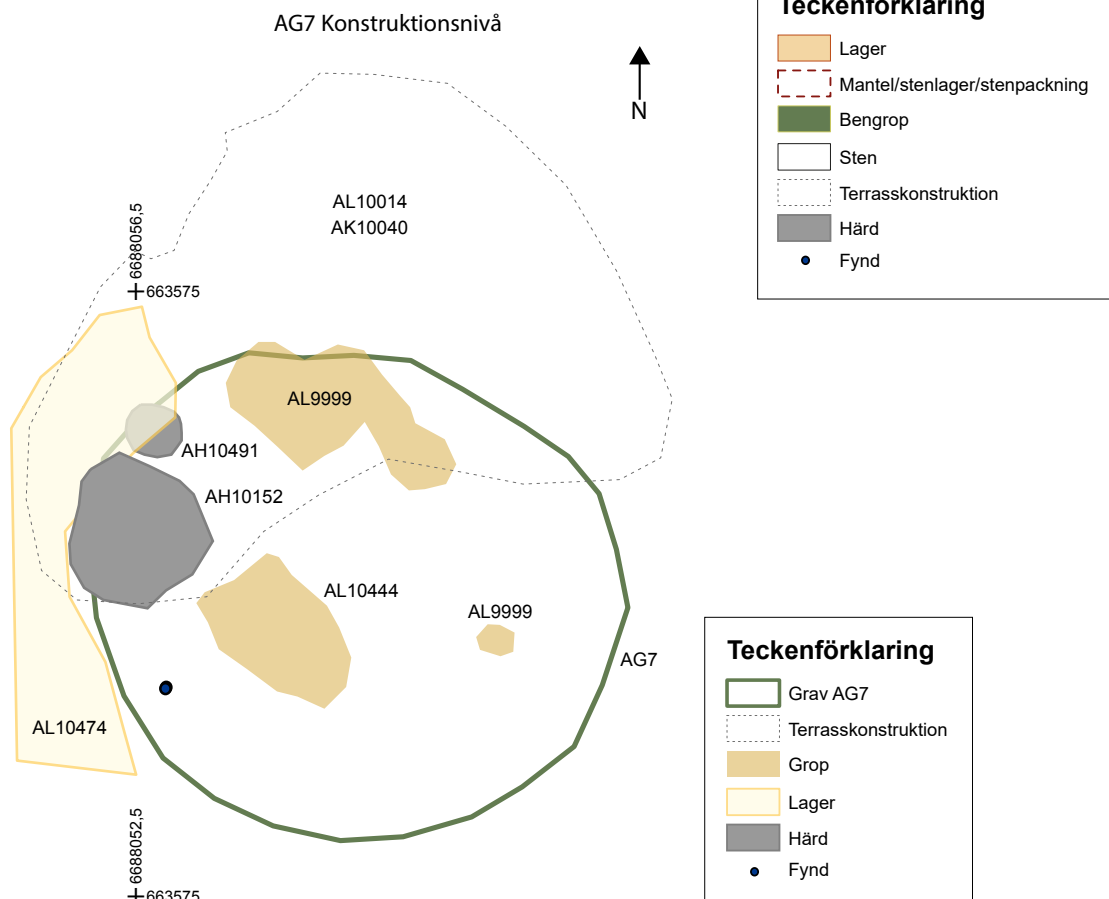 AG7 Konstruktionsnivå
N
Teckenförklaring
Lager
Mantel/stenlager/stenpackning
Bengrop
Sten
Terrasskonstruktion
Härd
Fynd
AL10014
AK10040
6688056,5
663575
AL9999
AH10491
AH10152
AL10444
AL9999
AG7
AL10474
6688052,5
663575
Teckenförklaring
Grav AG7
Terrasskonstruktion
Grop
Lager
Härd
Fynd